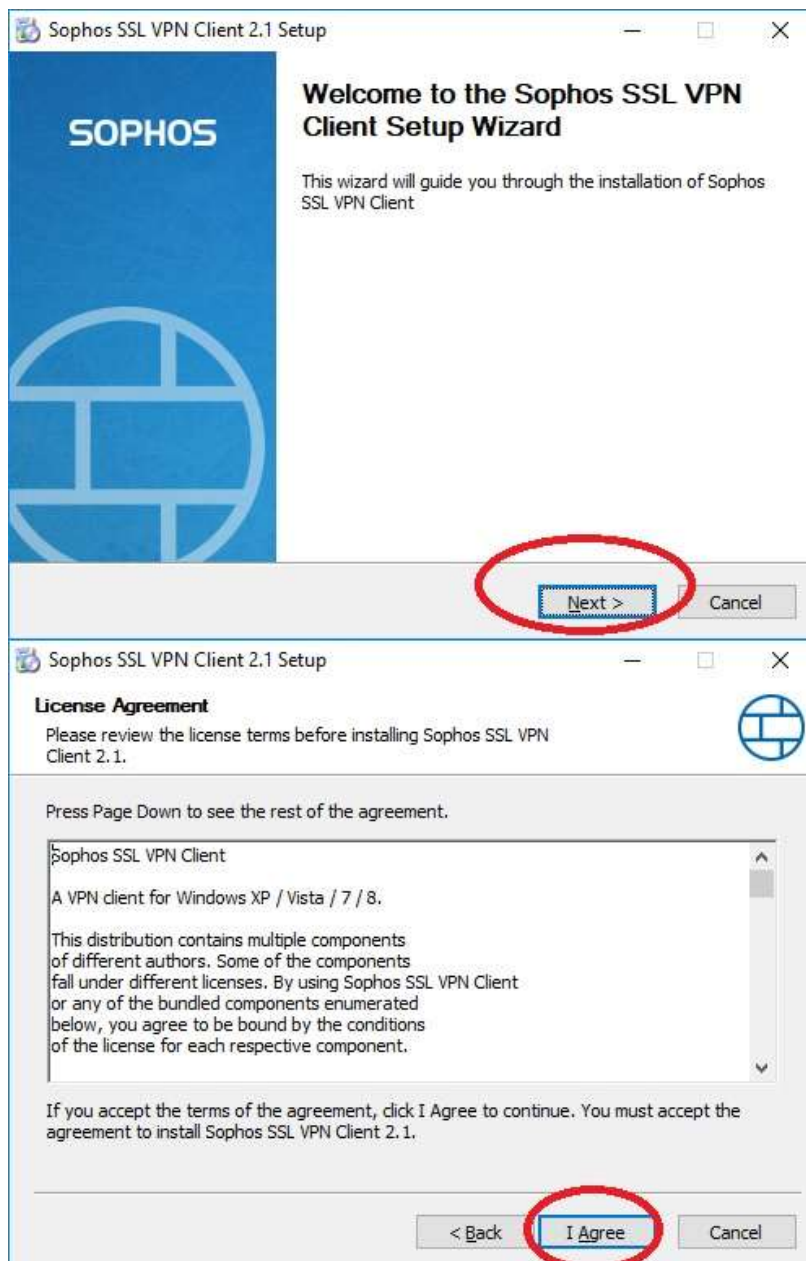 Sophos SSL VPN Client 2.1 Setup
SOPHOS
Welcome to the Sophos SSL VPN
Client Setup Wizard
This wizard will guide you through the installation of Sophos
SSL VPN Client
Next >
Cancel
Sophos SSL VPN Client 2.1 Setup
License Agreement
Please review the license terms before installing Sophos SSL VPN
Client 2.1.
Press Page Down to see the rest of the agreement.
Sophos SSL VPN Client
A VPN client for Windows XP / Vista / 7 / 8.
This distribution contains multiple components
of different authors. Some of the components
fall under different licenses. By using Sophos SSL VPN Client
or any of the bundled components enumerated
below, you agree to be bound by the conditions
of the license for each respective component.
If you accept the terms of the agreement, click I Agree to continue. You must accept the
agreement to install Sophos SSL VPN Client 2.1.
< Back
I Agree
Cancel